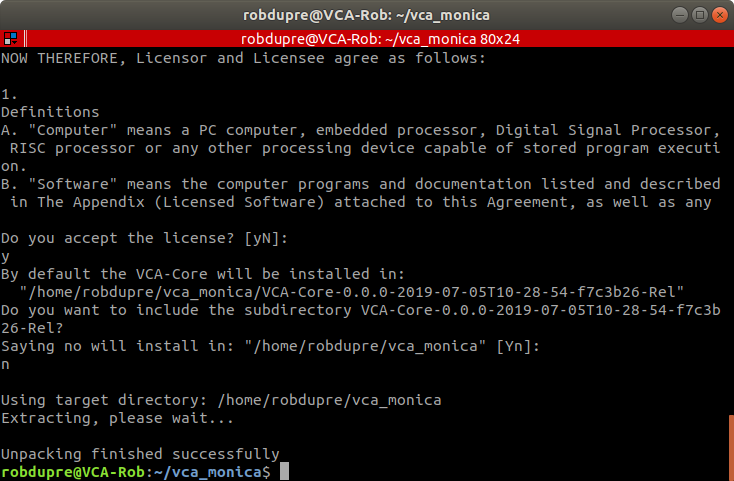 robdupre@VCA-Rob: ~/vca_monica
robdupre@VCA-Rob: ~/vca_monica 80x24
NOW THEREFORE, Licensor and Licensee agree as follows:
1.
Definitions
A. "Computer" means a PC computer, embedded processor, Digital Signal Processor,
 RISC processor or any other processing device capable of stored program executi
on.
B. "Software" means the computer programs and documentation listed and described
 in The Appendix (Licensed Software) attached to this Agreement, as well as any
Do you accept the license? [yN]:
y
By default the VCA-Core will be installed in:
  "/home/robdupre/vca_monica/VCA-Core-0.0.0-2019-07-05T10-28-54-f7c3b26-Rel"
Do you want to include the subdirectory VCA-Core-0.0.0-2019-07-05T10-28-54-f7c3b
26-Rel?
Saying no will install in: "/home/robdupre/vca_monica" [Yn]:
n
Using target directory: /home/robdupre/vca_monica
Extracting, please wait...
Unpacking finished successfully
robdupre@VCA-Rob:~/vca_monica$